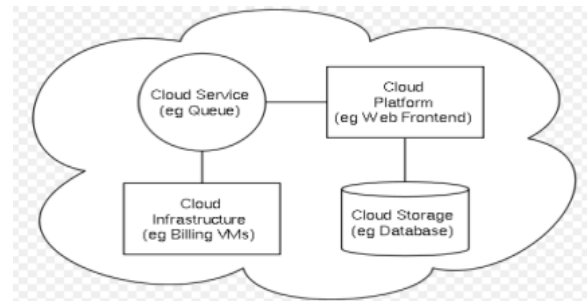 Cloud Service
(eg Queue)
Cloud
Platform
(eg Web Frontend)
Cloud
Infrastructure
(eg Billing VMs)
Cloud Storage
(eg Database)